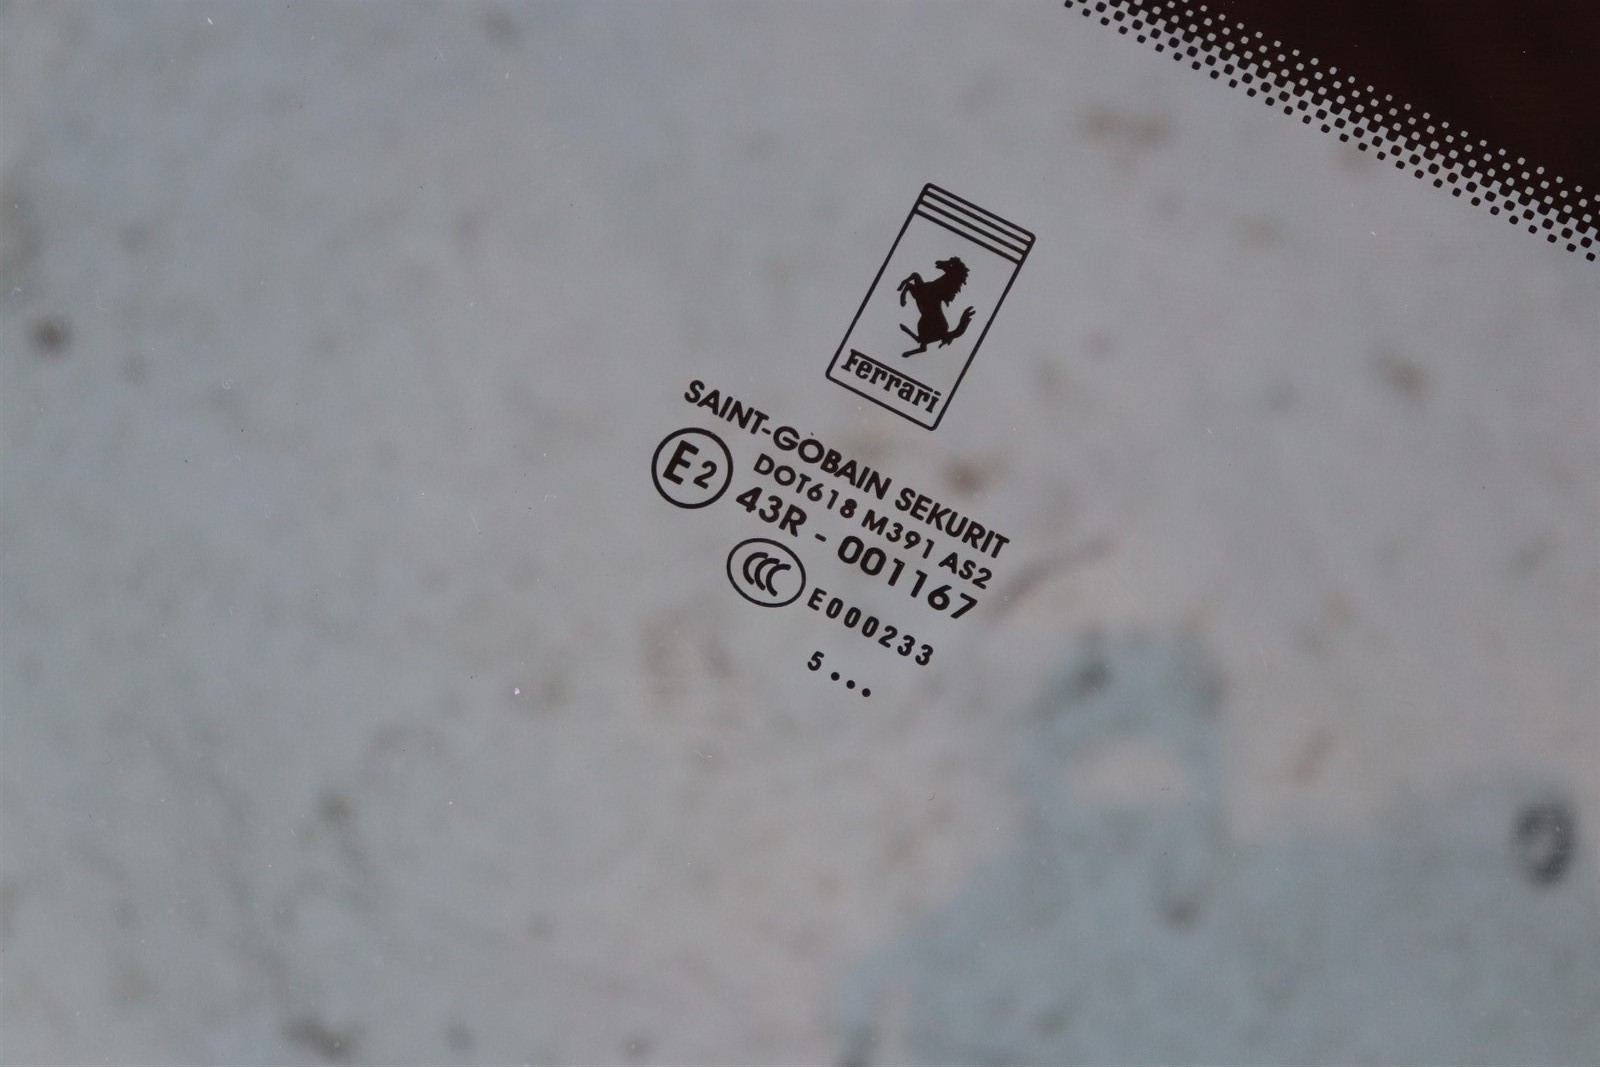 Ferrari
SAINT-GOBAIN SEKURIT
DOT618 M391 AS2
E2
43R - 001167
CCC E000233
5...